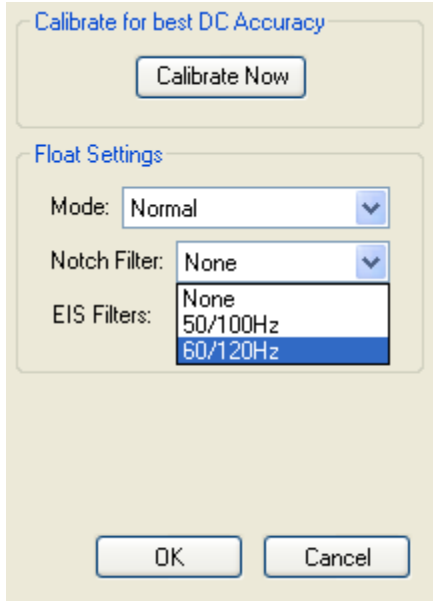 Calibrate for best DC Accuracy
Calibrate Now
Float Settings
Mode: Normal
Notch Filter: None
None
EIS Filters: 50/100Hz
60/120Hz
OK Cancel